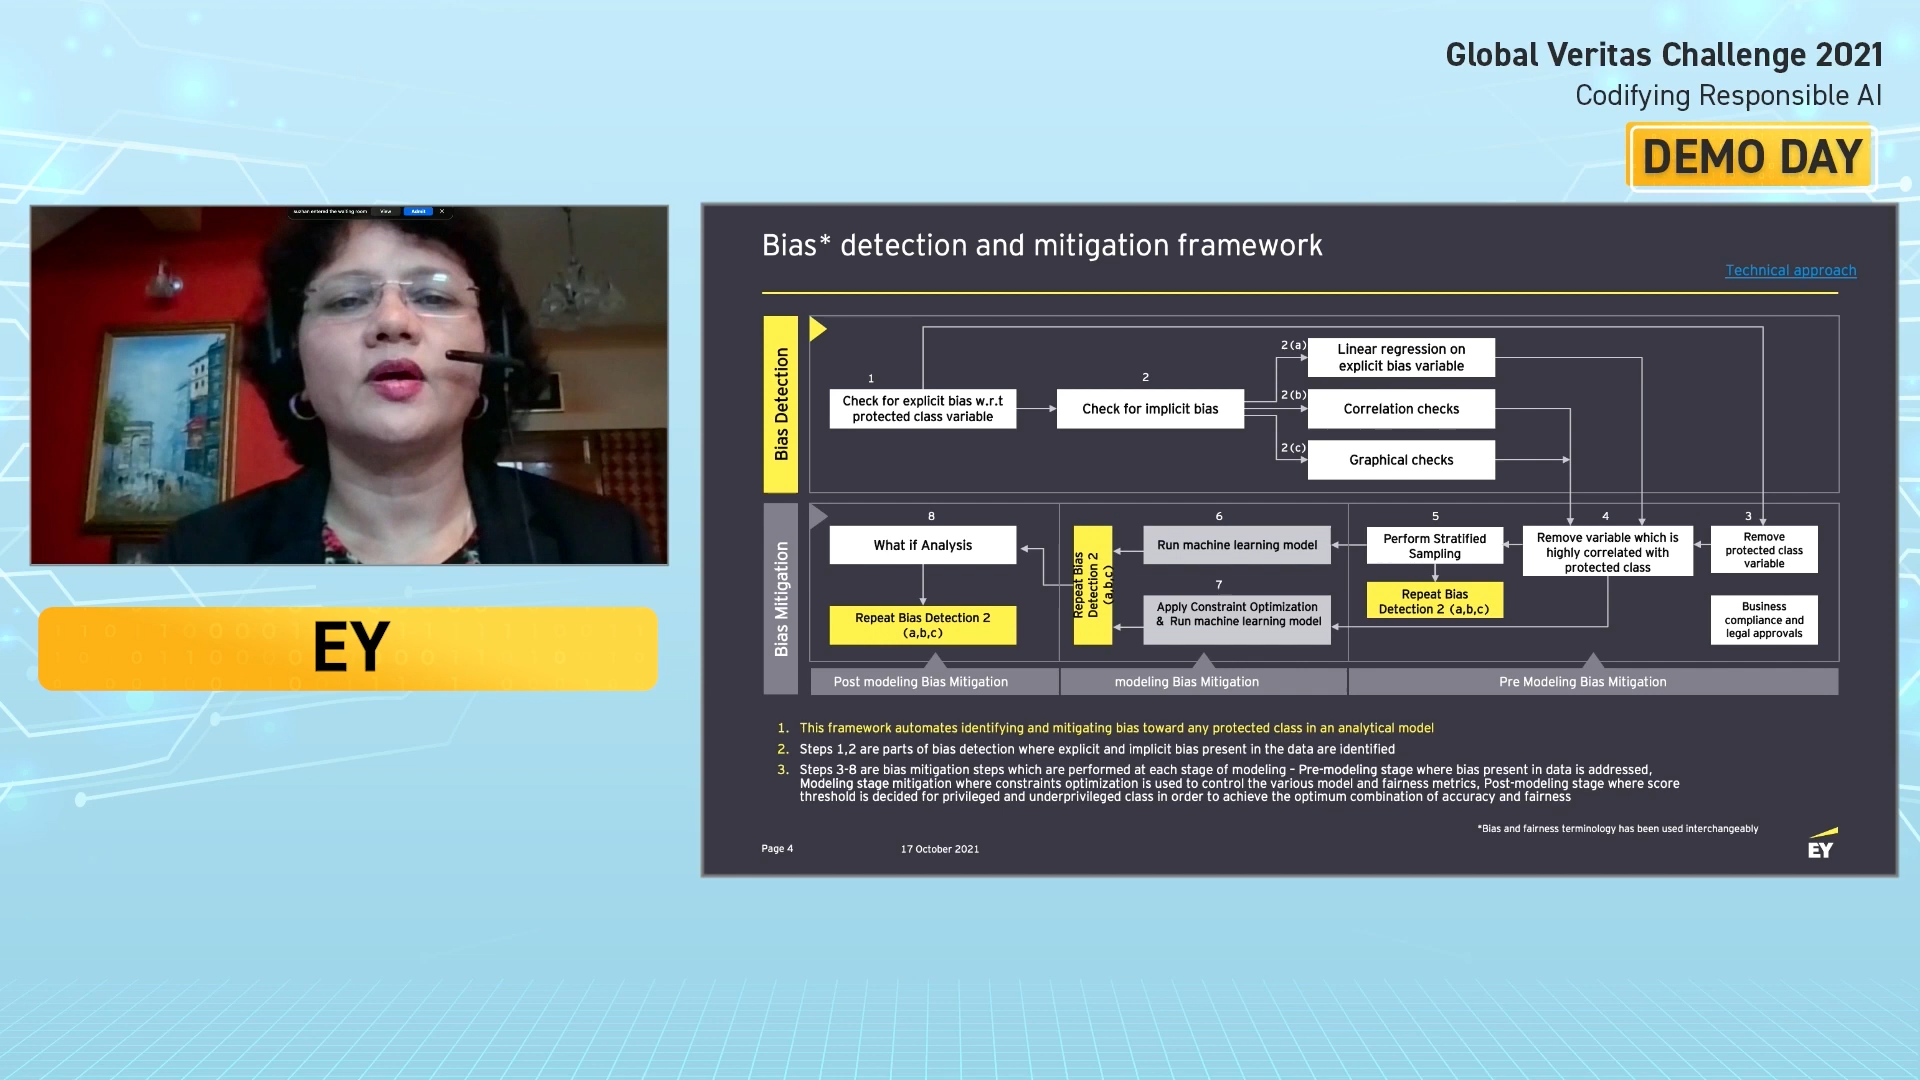 Global Veritas Challenge 2021
Codifying Responsible AI
DEMO DAY
suzhan entered the waiting room View Admit
EY
Bias* detection and mitigation framework
Technical approach
Bias Detection
1
Check for explicit bias w.r.t
protected class variable
2
Check for implicit bias
2(a)
Linear regression on
explicit bias variable
2(b)
Correlation checks
2(c)
Graphical checks
Bias Mitigation
8
What if Analysis
Repeat Bias Detection 2
(a,b,c)
Repeat Bias
Detection 2
(a,b,c)
6
Run machine learning model
7
Apply Constraint Optimization
& Run machine learning model
5
Perform Stratified
Sampling
Repeat Bias
Detection 2 (a,b,c)
4
Remove variable which is
highly correlated with
protected class
3
Remove
protected class
variable
Business
compliance and
legal approvals
Post modeling Bias Mitigation
modeling Bias Mitigation
Pre Modeling Bias Mitigation
1. This framework automates identifying and mitigating bias toward any protected class in an analytical model
2. Steps 1,2 are parts of bias detection where explicit and implicit bias present in the data are identified
3. Steps 3-8 are bias mitigation steps which are performed at each stage of modeling – Pre-modeling stage where bias present in data is addressed,
Modeling stage mitigation where constraints optimization is used to control the various model and fairness metrics, Post-modeling stage where score
threshold is decided for privileged and underprivileged class in order to achieve the optimum combination of accuracy and fairness
*Bias and fairness terminology has been used interchangeably
Page 4
17 October 2021
EY